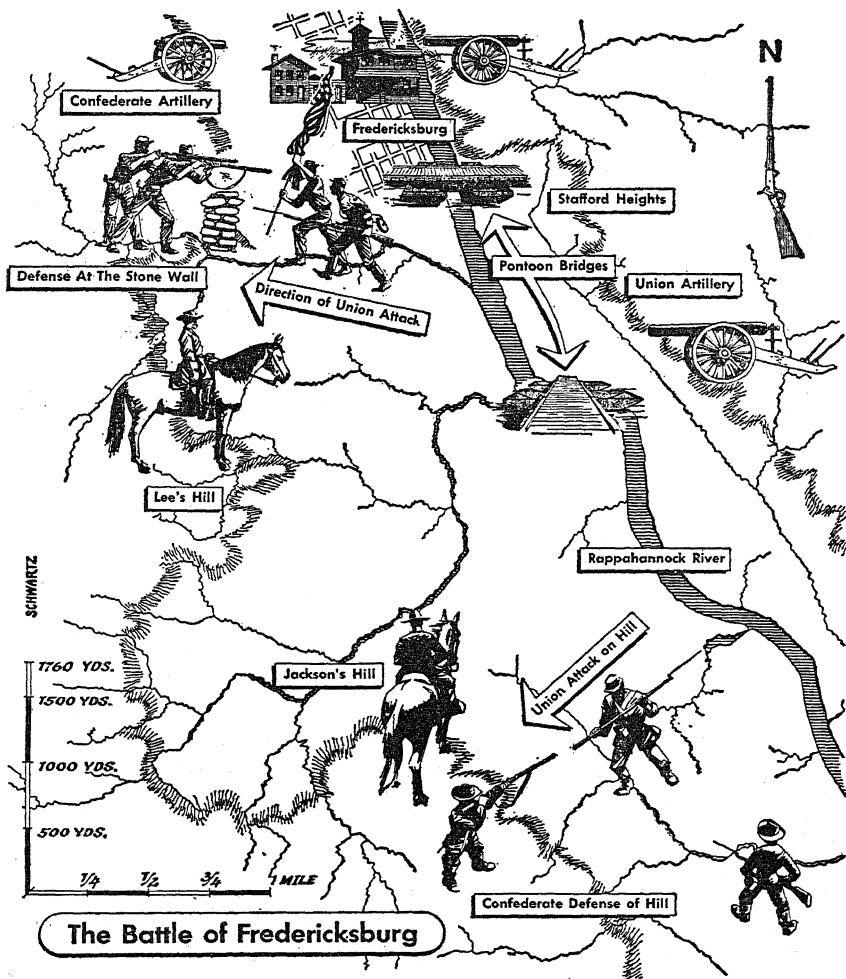 N
Confederate Artillery
Fredericksburg
Stafford Heights
Defense At The Stone Wall
Pontoon Bridges
Direction of Union Attack
Union Artillery
Lee's Hill
Rappahannock River
SCHWARTZ
Jackson's Hill
Union Attack on Hill
1760 YDS.
1500 YDS.
1000 YDS.
500 YDS.
1/4 1/2 3/4 1 MILE
Confederate Defense of Hill
The Battle of Fredericksburg